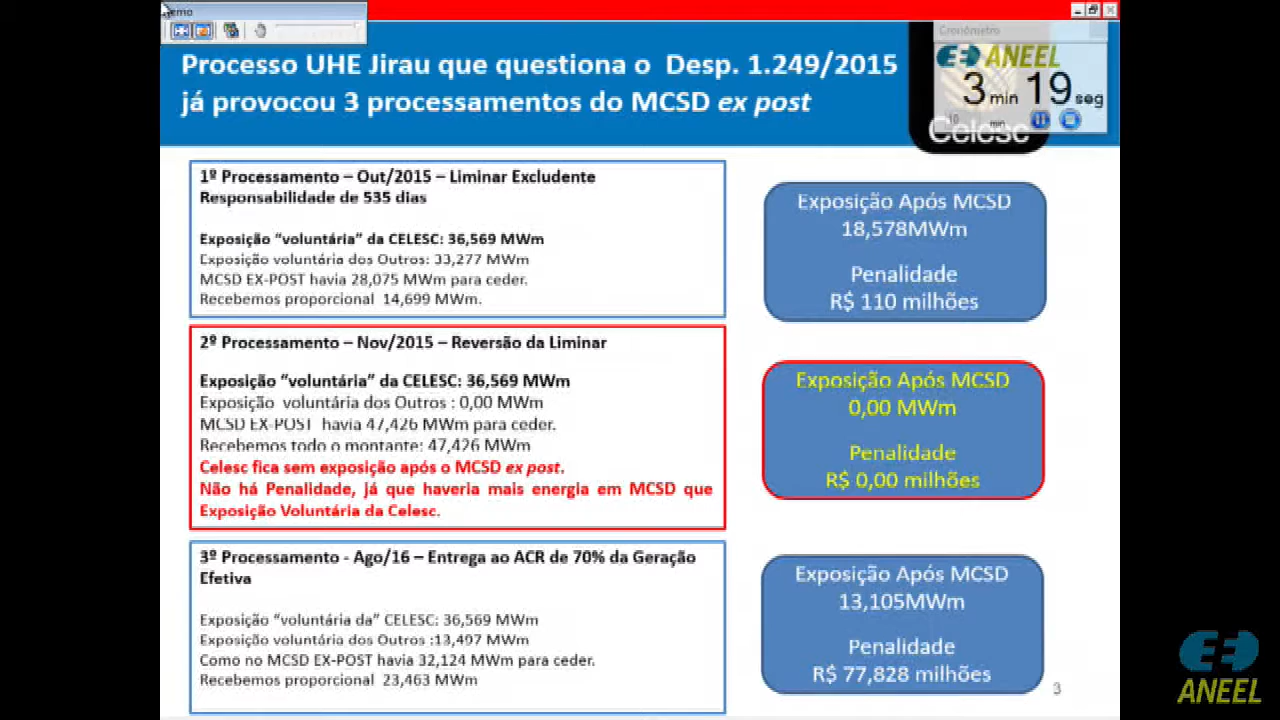 emo
Cronômetro
ANEEL
3 min 19 seg
10 min
Celesc
Processo UHE Jirau que questiona o Desp. 1.249/2015
já provocou 3 processamentos do MCSD ex post
1º Processamento – Out/2015 – Liminar Excludente
Responsabilidade de 535 dias
Exposição “voluntária” da CELESC: 36,569 MWm
Exposição voluntária dos Outros: 33,277 MWm
MCSD EX-POST havia 28,075 MWm para ceder.
Recebemos proporcional 14,699 MWm.
Exposição Após MCSD
18,578MWm
Penalidade
R$ 110 milhões
2º Processamento – Nov/2015 – Reversão da Liminar
Exposição “voluntária” da CELESC: 36,569 MWm
Exposição voluntária dos Outros : 0,00 MWm
MCSD EX-POST havia 47,426 MWm para ceder.
Recebemos todo o montante: 47,426 MWm
Celesc fica sem exposição após o MCSD ex post.
Não há Penalidade, já que haveria mais energia em MCSD que
Exposição Voluntária da Celesc.
Exposição Após MCSD
0,00 MWm
Penalidade
R$ 0,00 milhões
3º Processamento - Ago/16 – Entrega ao ACR de 70% da Geração
Efetiva
Exposição “voluntária da” CELESC: 36,569 MWm
Exposição voluntária dos Outros :13,497 MWm
Como no MCSD EX-POST havia 32,124 MWm para ceder.
Recebemos proporcional 23,463 MWm
Exposição Após MCSD
13,105MWm
Penalidade
R$ 77,828 milhões
3
ANEEL